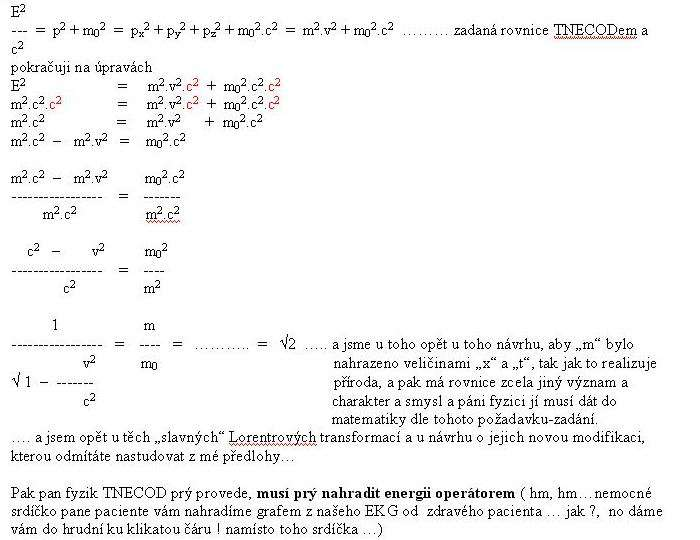 E²
--- = p² + m₀² = pₓ² + p_y² + p_z² + m₀².c² = m².v² + m₀².c² ……… zadaná rovnice TNECODem a
c²
pokračuji na úpravách
E² = m².v².c² + m₀².c².c²
m².c².c² = m².v².c² + m₀².c².c²
m².c² = m².v² + m₀².c²
m².c² – m².v² = m₀².c²
m².c² – m².v² m₀².c²
----------------- = -------
m².c² m².c²
c² – v² m₀²
----------------- = ----
c² m²
1 m
----------------- = ---- = ……….. = √2 ….. a jsme u toho opět u toho návrhu, aby „m“ bylo
v² m₀ nahrazeno veličinami „x“ a „t“, tak jak to realizuje
√ 1 – ------- příroda, a pak má rovnice zcela jiný význam a
c² charakter a smysl a páni fyzici jí musí dát do
matematiky dle tohoto požadavku-zadání.
…. a jsem opět u těch „slavných“ Lorentrových transformací a u návrhu o jejich novou modifikaci,
kterou odmítáte nastudovat z mé předlohy…
Pak pan fyzik TNECOD prý provede, musí prý nahradit energii operátorem ( hm, hm…nemocné
srdíčko pane paciente vám nahradíme grafem z našeho EKG od zdravého pacienta … jak ?, no dáme
vám do hrudní ku klikatou čáru ! namísto toho srdíčka …)